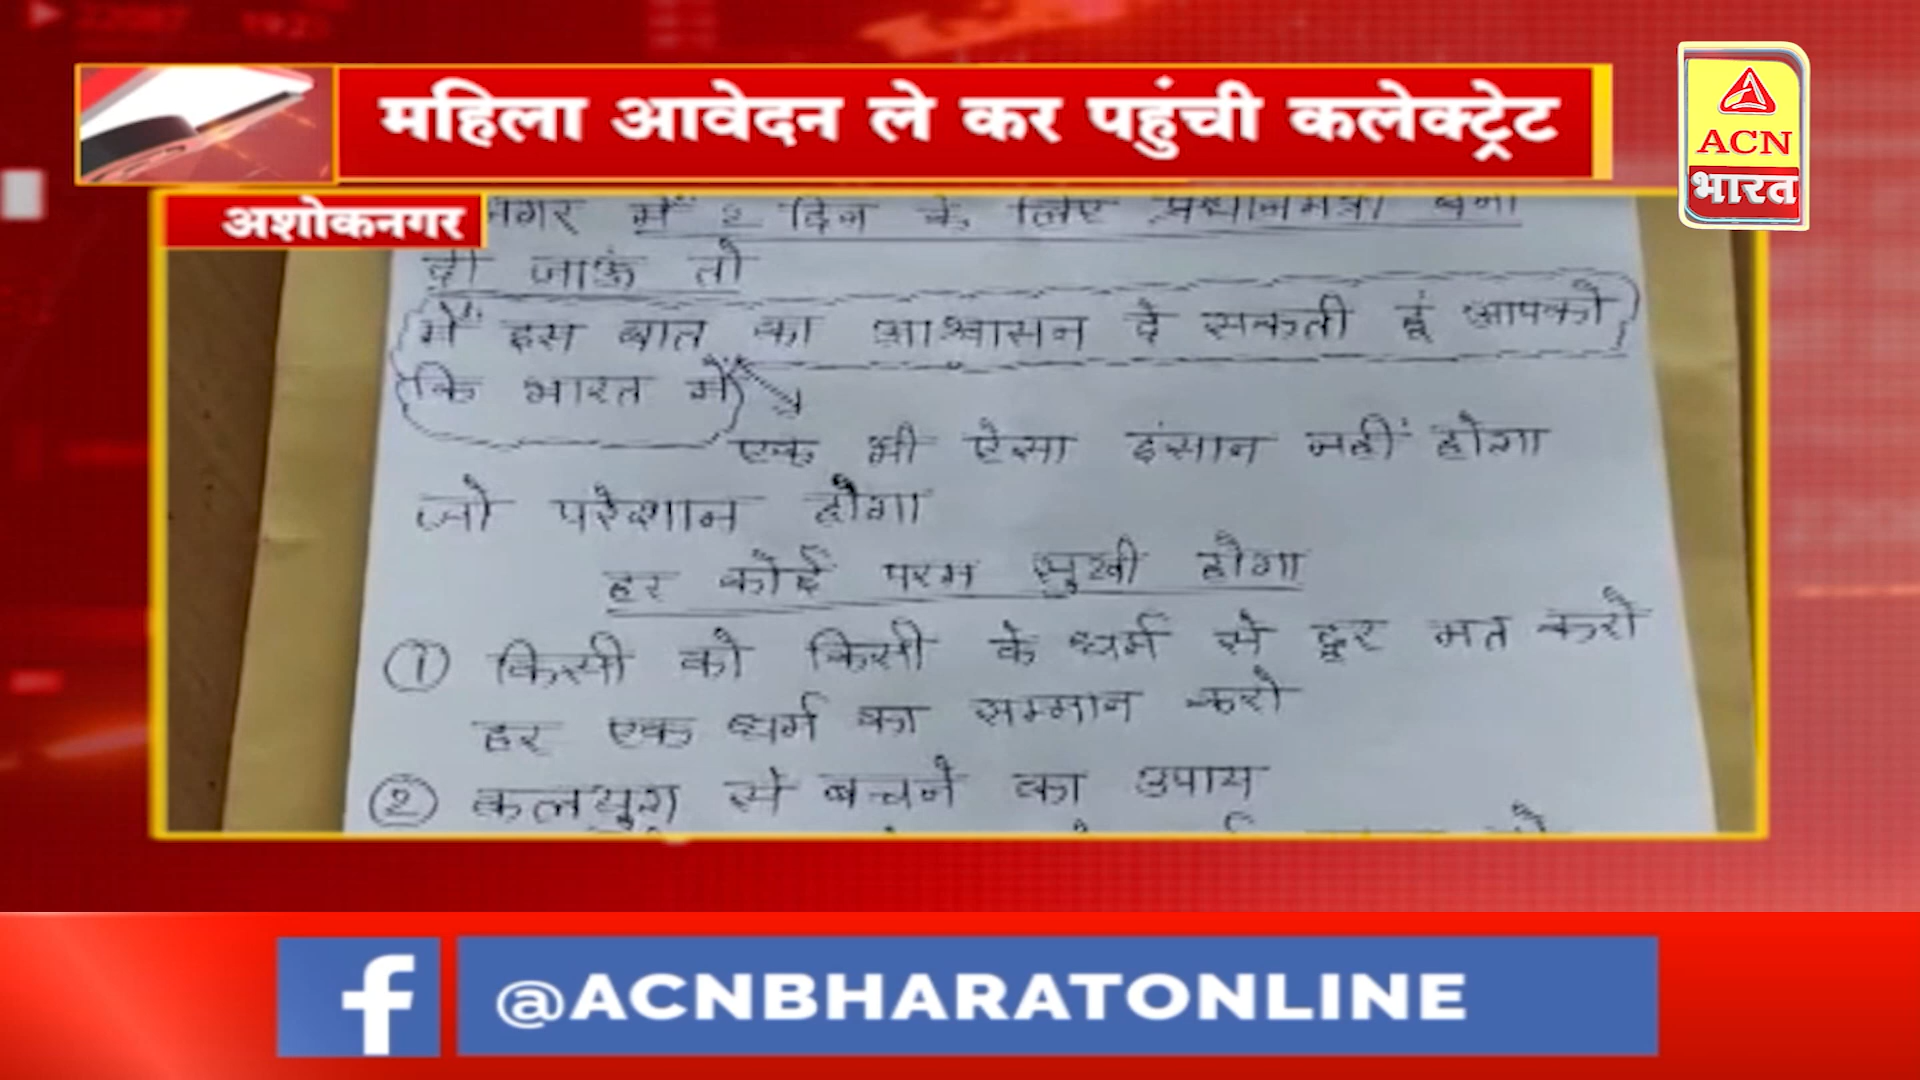 महिला आवेदन ले कर पहुंची कलेक्ट्रेट
ACN
भारत
अशोकनगर
नगर में 2 दिन के लिए प्रधानमंत्री बना
दी जाऊं तो
में इस बात का आश्वासन दे सकती हूं आपको
कि भारत में
एक भी ऐसा इंसान नहीं होगा
जो परेशान होगा
हर कोई परम सुखी होगा
1 किसी को किसी के धर्म से दूर मत करो
हर एक धर्म का सम्मान करो
2 कलयुग से बचने का उपाय
f @ACNBHARATONLINE